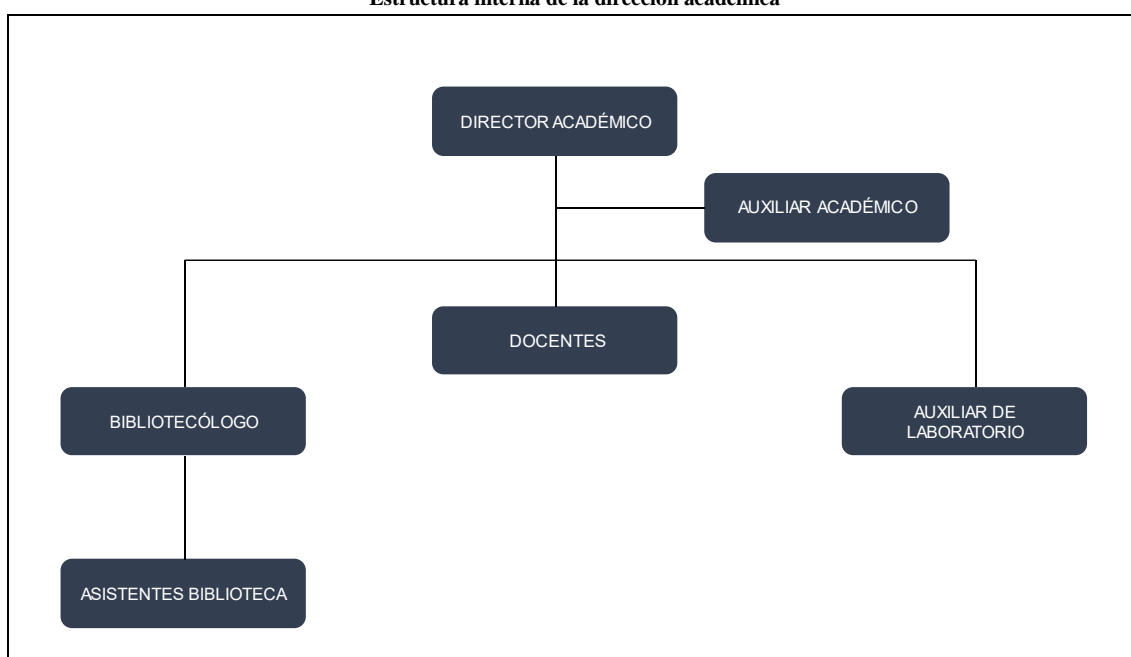 Estructura interna de la dirección académica
DIRECTOR ACADÉMICO
AUXILIAR ACADÉMICO
DOCENTES
BIBLIOTECÓLOGO
AUXILIAR DE
LABORATORIO
ASISTENTES BIBLIOTECA